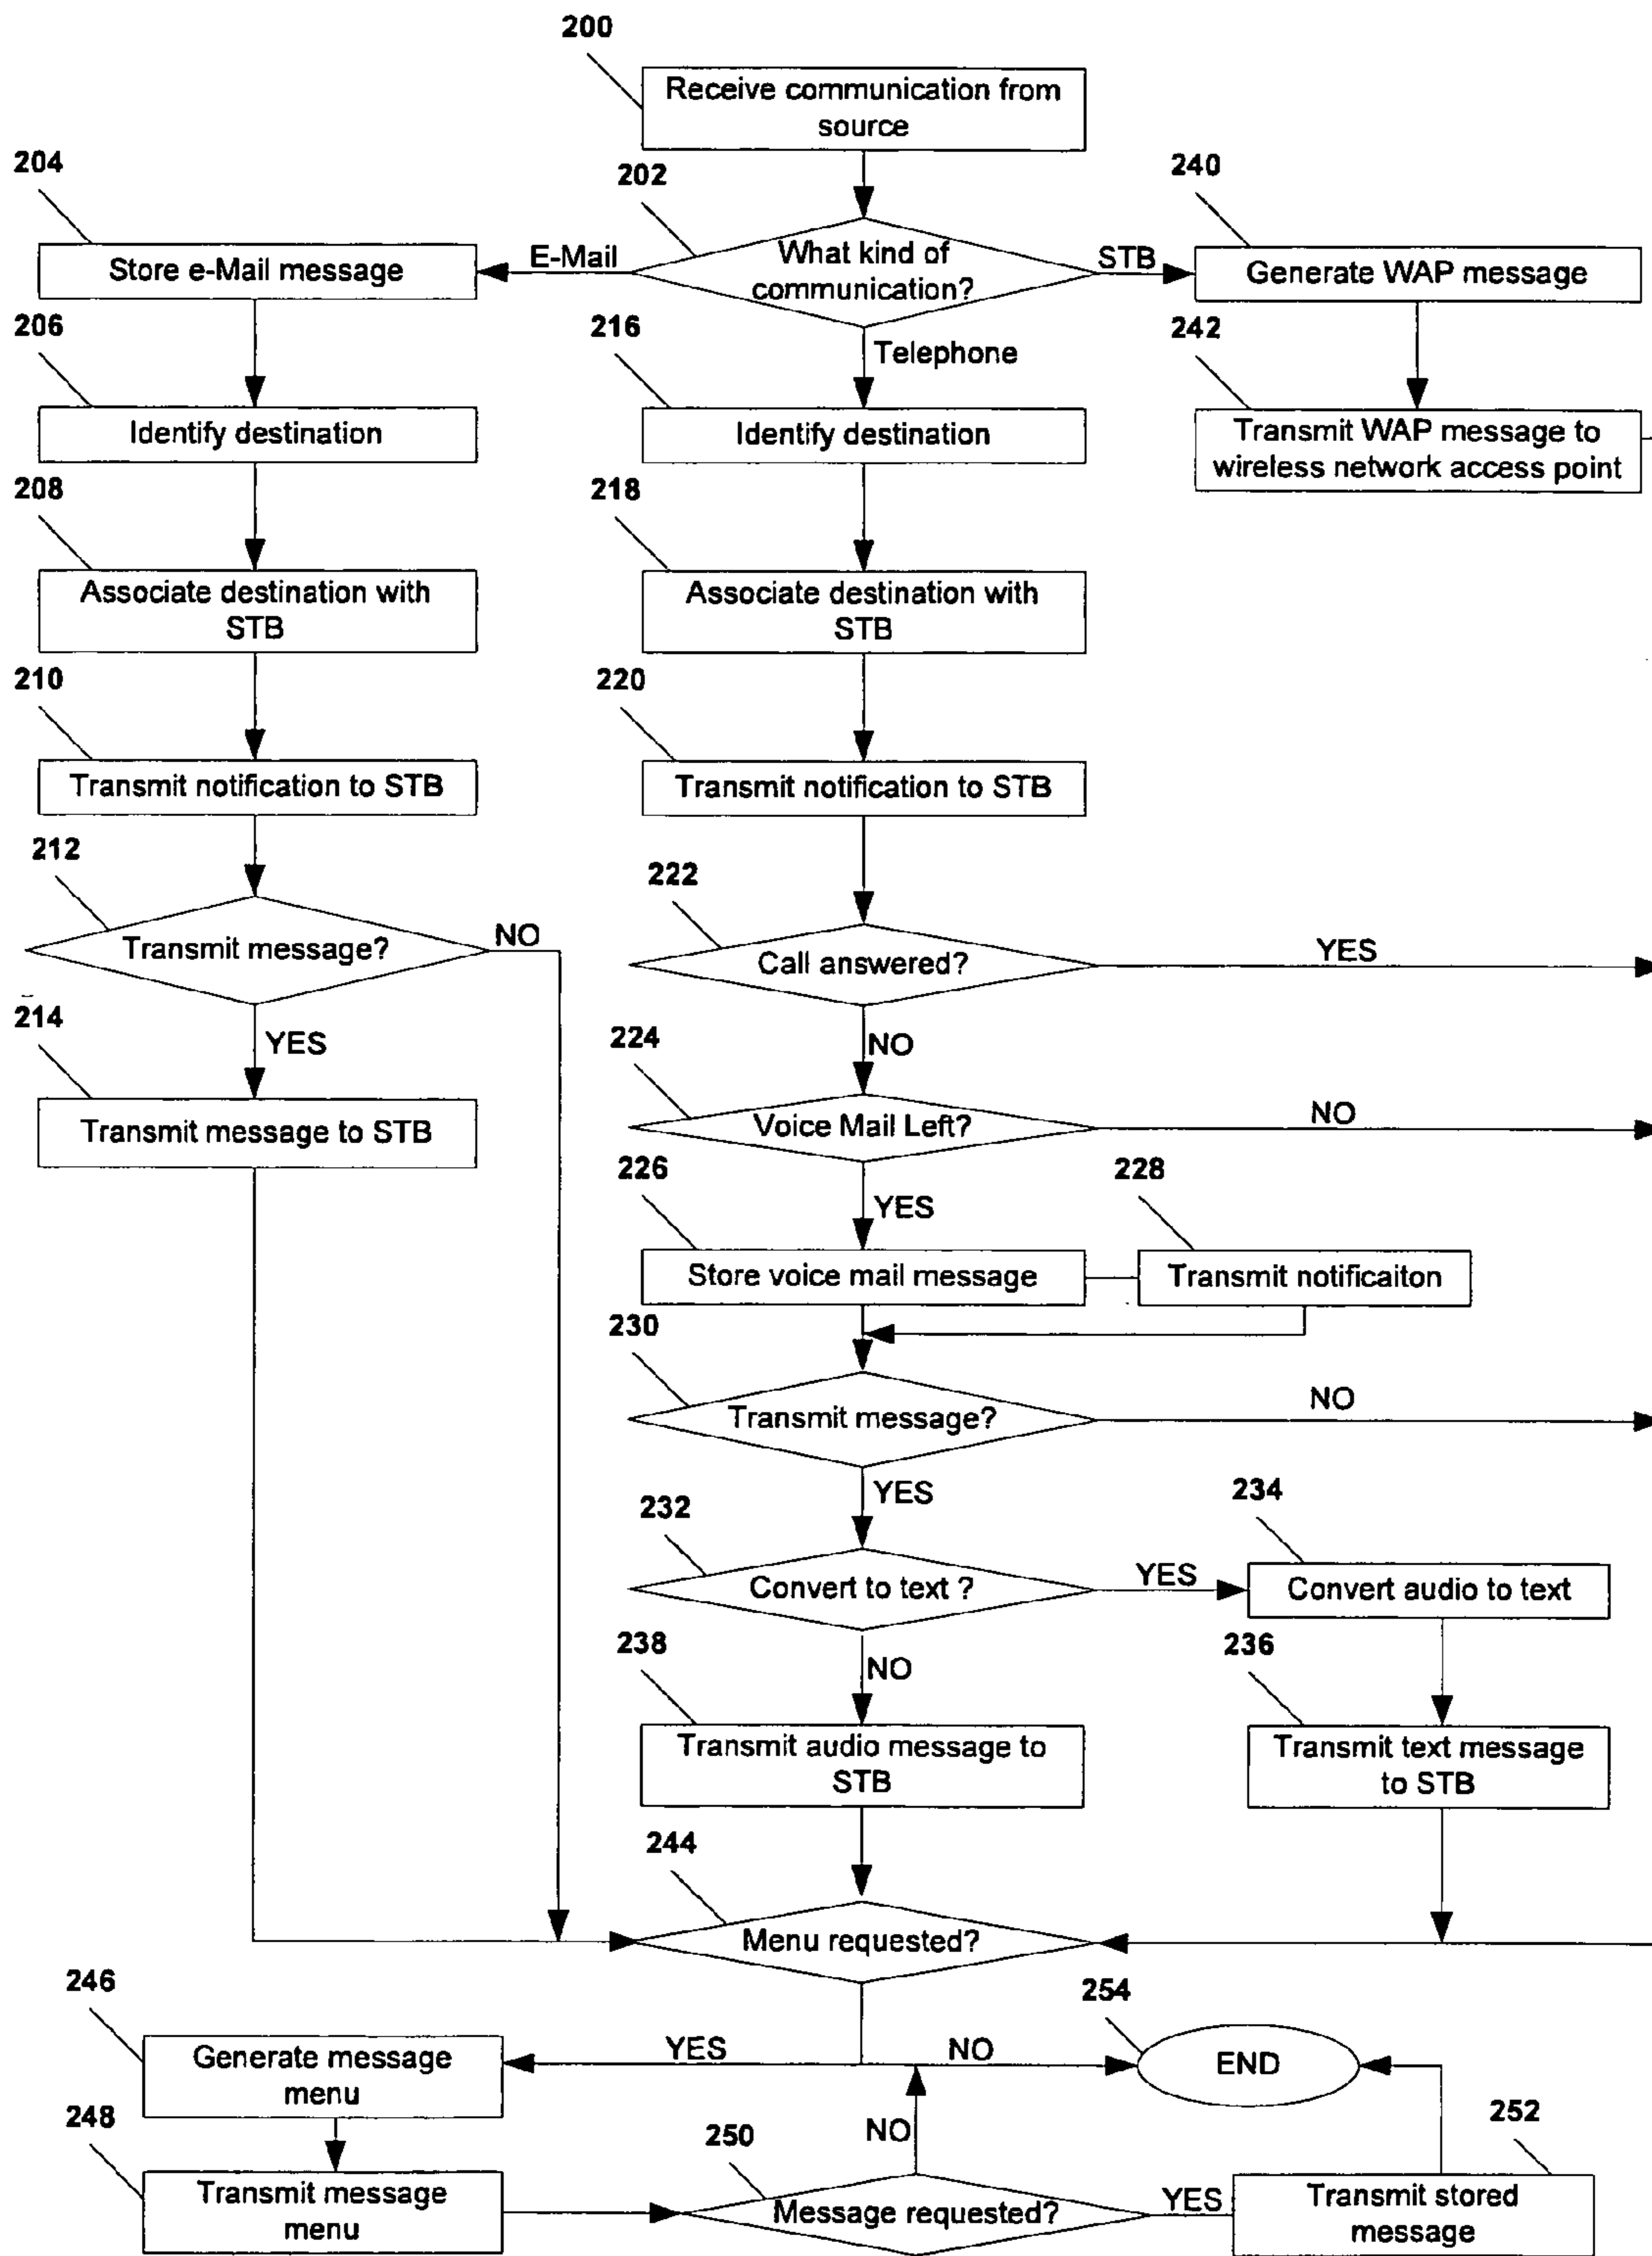 200
Receive communication from
source
204
202
240
Store e-Mail message
E-Mail
What kind of
communication?
STB
Generate WAP message
206
216
242
Telephone
Identify destination
Identify destination
Transmit WAP message to
wireless network access point
208
218
Associate destination with
STB
Associate destination with
STB
210
220
Transmit notification to STB
Transmit notification to STB
212
222
Transmit message?
NO
Call answered?
YES
214
YES
224
NO
Transmit message to STB
Voice Mail Left?
NO
226
228
YES
Store voice mail message
Transmit notificaiton
230
Transmit message?
NO
YES
232
234
Convert to text ?
YES
Convert audio to text
238
236
NO
Transmit audio message to
STB
Transmit text message
to STB
244
Menu requested?
246
254
Generate message
menu
YES
NO
END
248
250
NO
252
Transmit message
menu
Message requested?
YES
Transmit stored
message